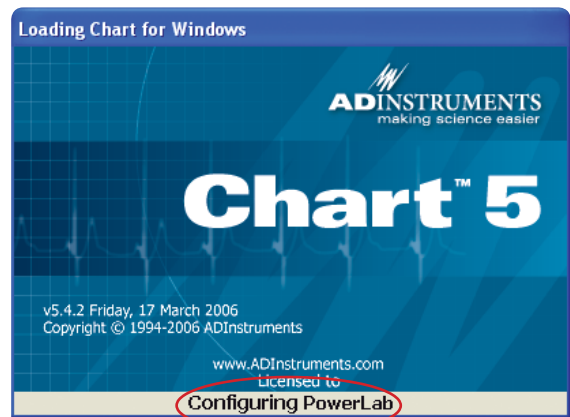 Loading Chart for Windows
ADINSTRUMENTS
making science easier
Chart™ 5
v5.4.2 Friday, 17 March 2006
Copyright © 1994-2006 ADInstruments
www.ADInstruments.com
Licensed to
Configuring PowerLab